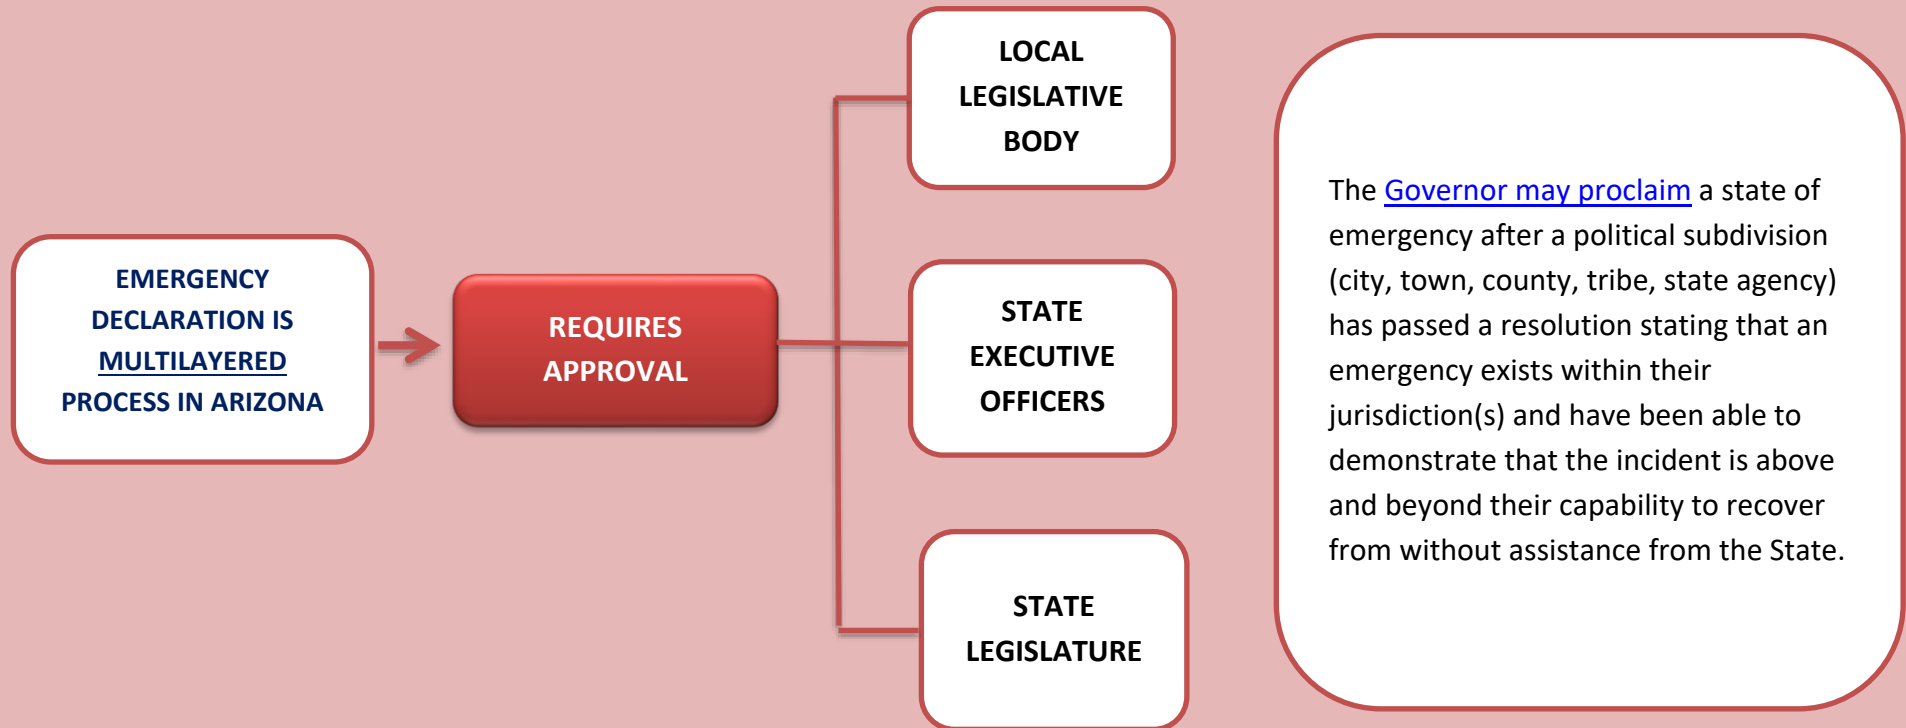 EMERGENCY
DECLARATION IS
MULTILAYERED
PROCESS IN ARIZONA
REQUIRES
APPROVAL
LOCAL
LEGISLATIVE
BODY
STATE
EXECUTIVE
OFFICERS
STATE
LEGISLATURE
The Governor may proclaim a state of
emergency after a political subdivision
(city, town, county, tribe, state agency)
has passed a resolution stating that an
emergency exists within their
jurisdiction(s) and have been able to
demonstrate that the incident is above
and beyond their capability to recover
from without assistance from the State.